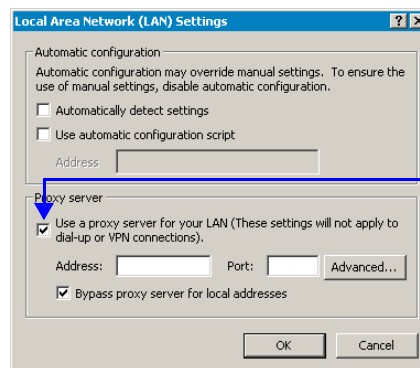 Local Area Network (LAN) Settings
Automatic configuration
Automatic configuration may override manual settings. To ensure the
use of manual settings, disable automatic configuration.
Automatically detect settings
Use automatic configuration script
Address
Proxy server
Use a proxy server for your LAN (These settings will not apply to
dial-up or VPN connections).
Address:
Port:
Advanced...
Bypass proxy server for local addresses
OK
Cancel